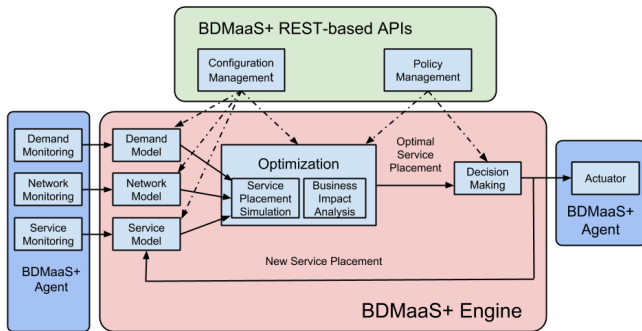 BDMaaS+ REST-based APIs
Configuration
Management
Policy
Management
Demand
Monitoring
Network
Monitoring
Service
Monitoring
BDMaaS+
Agent
Demand
Model
Network
Model
Service
Model
Optimization
Service
Placement
Simulation
Business
Impact
Analysis
Optimal
Service
Placement
Decision
Making
New Service Placement
BDMaaS+ Engine
Actuator
BDMaaS+
Agent